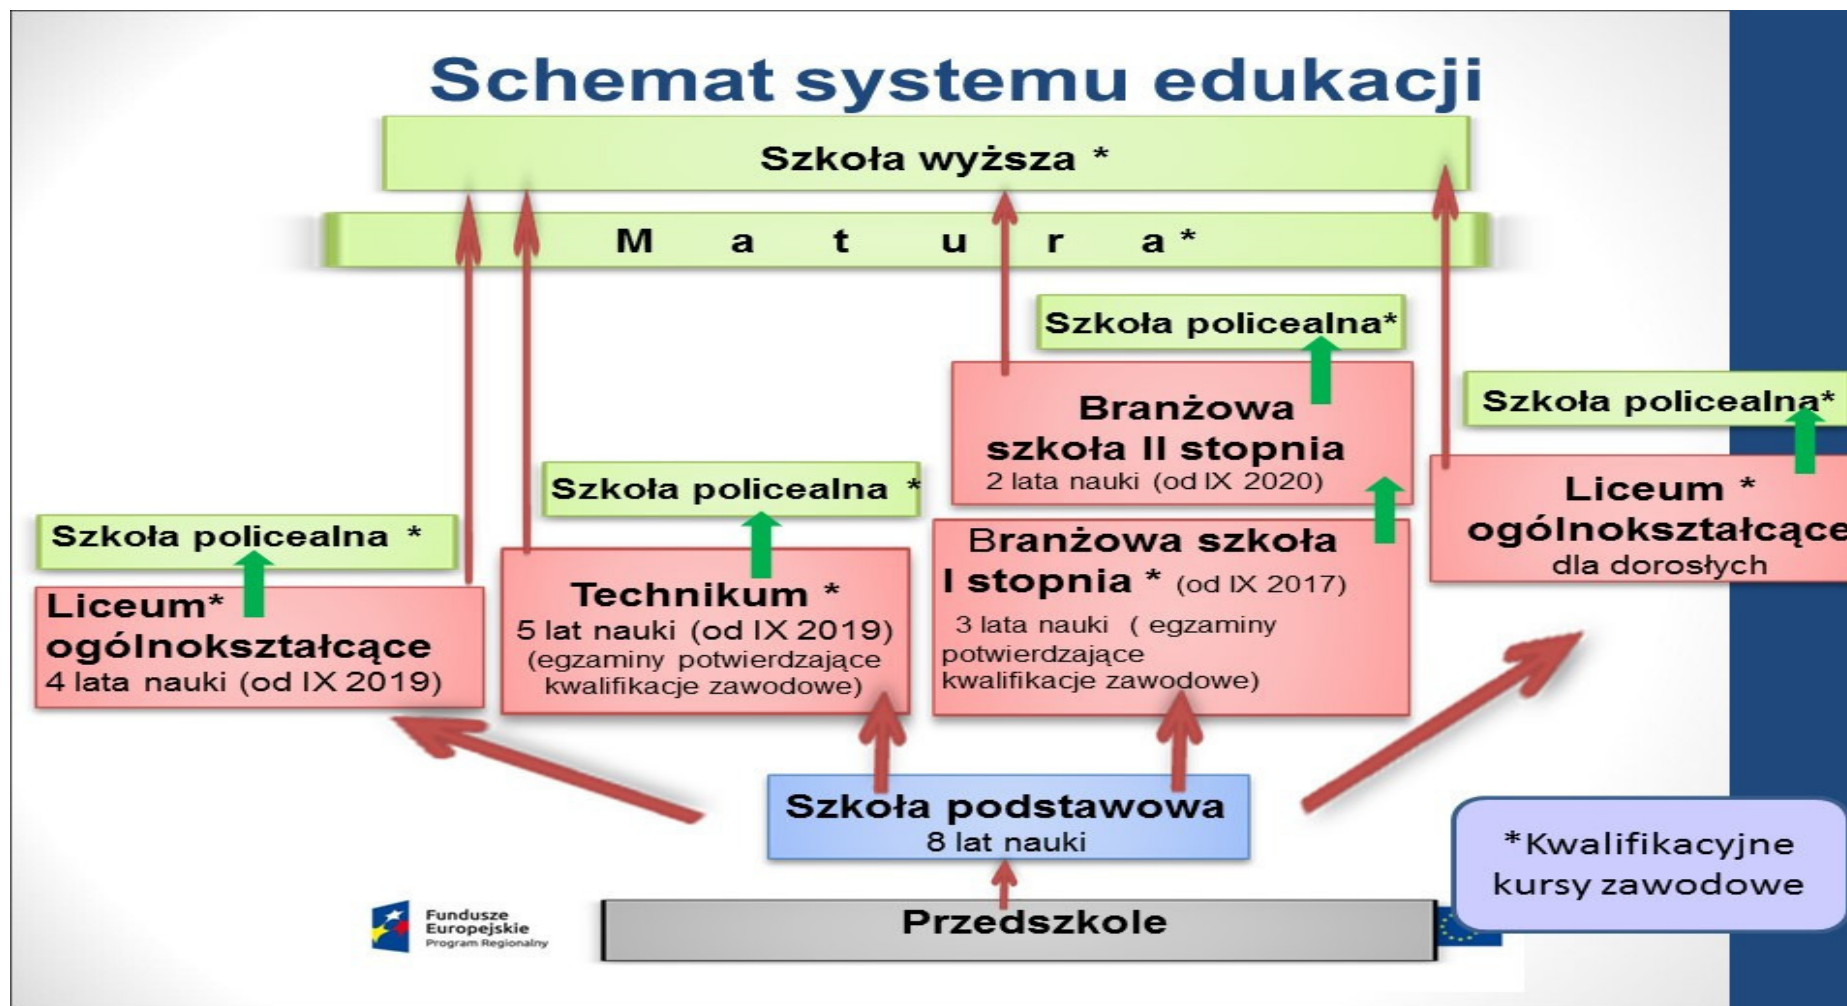 Schemat systemu edukacji
Szkoła wyższa *
M a t u r a*
Szkoła policealna*
Branżowa
szkoła II stopnia
2 lata nauki (od IX 2020)
Szkoła policealna*
Liceum *
ogólnokształcące
dla dorosłych
Szkoła policealna *
Technikum *
5 lat nauki (od IX 2019)
(egzaminy potwierdzające
kwalifikacje zawodowe)
Branżowa szkoła
I stopnia * (od IX 2017)
3 lata nauki ( egzaminy
potwierdzające
kwalifikacje zawodowe)
Szkoła policealna *
Liceum*
ogólnokształcące
4 lata nauki (od IX 2019)
Szkoła podstawowa
8 lat nauki
*Kwalifikacyjne
kursy zawodowe
Przedszkole
Fundusze
Europejskie
Program Regionalny